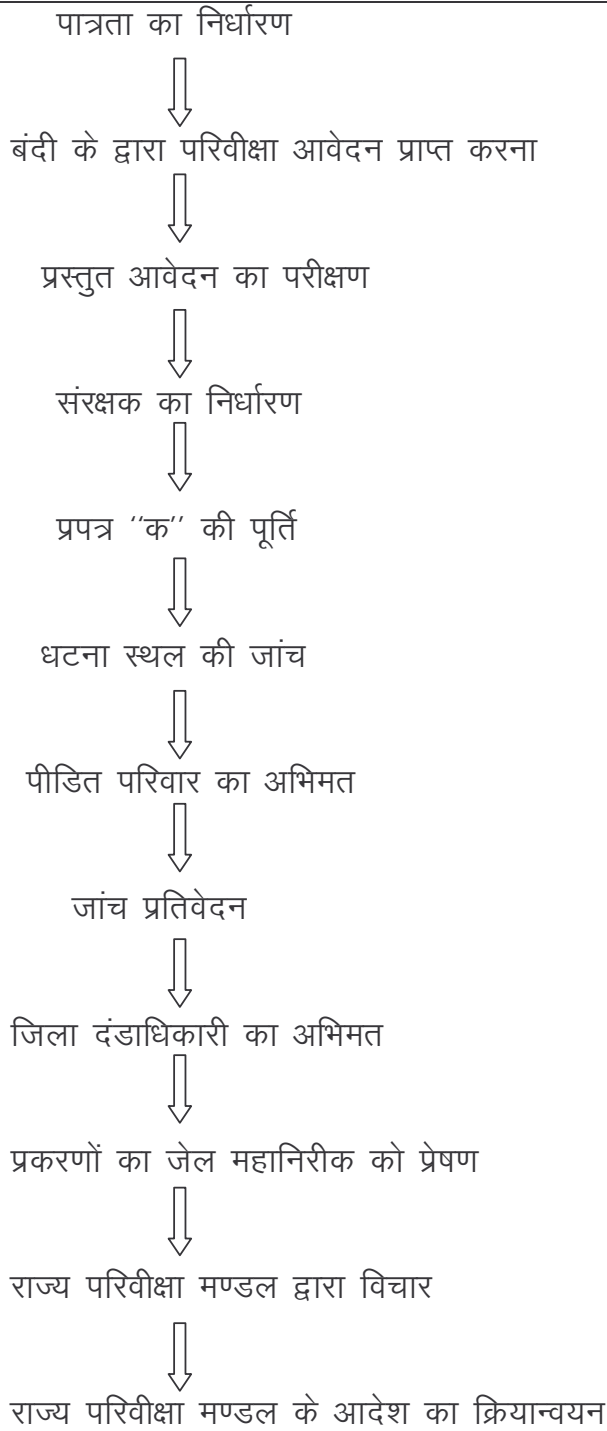 पात्रता का निर्धारण
बंदी के द्वारा परिवीक्षा आवेदन प्राप्त करना
प्रस्तुत आवेदन का परीक्षण
संरक्षक का निर्धारण
प्रपत्र ‘‘क’’ की पूर्ति
धटना स्थल की जांच
पीडित परिवार का अभिमत
जांच प्रतिवेदन
जिला दंडाधिकारी का अभिमत
प्रकरणों का जेल महानिरीक को प्रेषण
राज्य परिवीक्षा मण्डल द्वारा विचार
राज्य परिवीक्षा मण्डल के आदेश का क्रियान्वयन